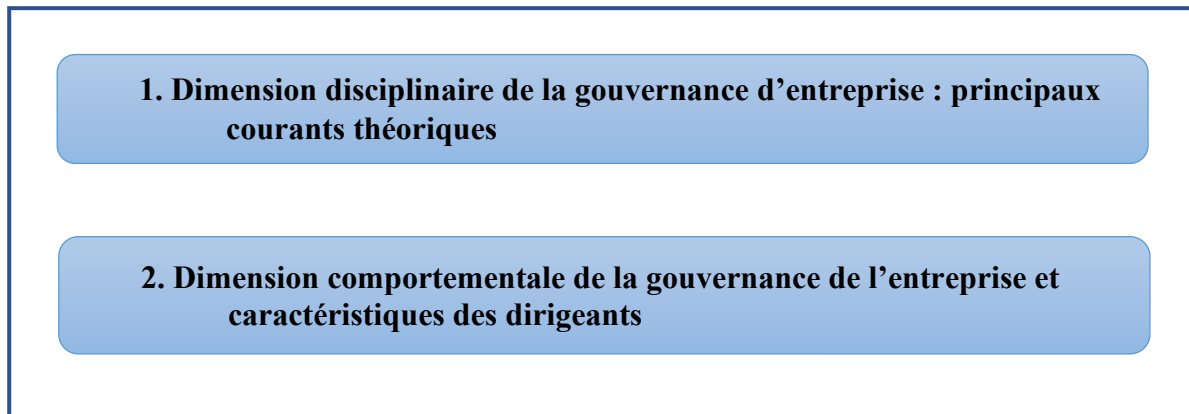 1. Dimension disciplinaire de la gouvernance d’entreprise : principaux
courants théoriques
2. Dimension comportementale de la gouvernance de l’entreprise et
caractéristiques des dirigeants